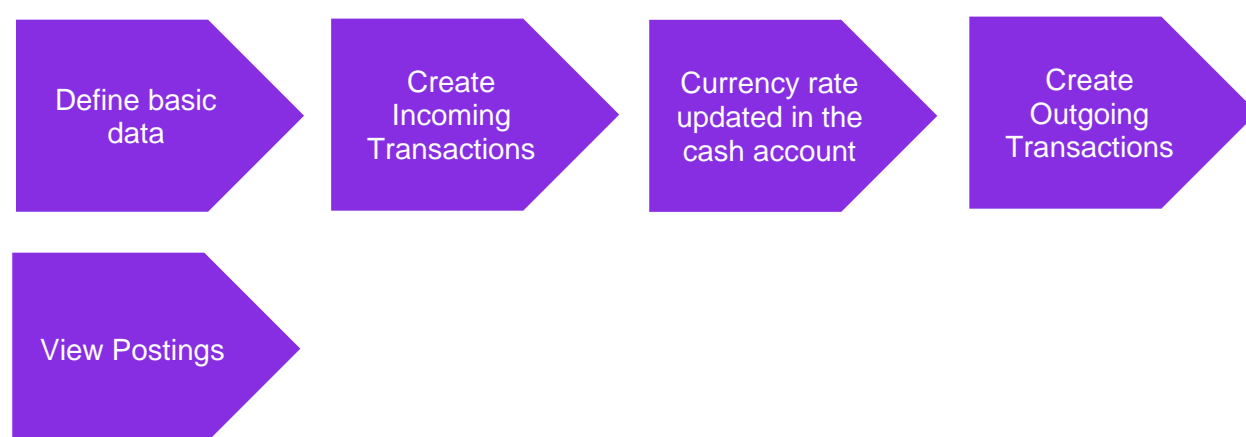 Define basic
data
Create
Incoming
Transactions
Currency rate
updated in the
cash account
Create
Outgoing
Transactions
View Postings